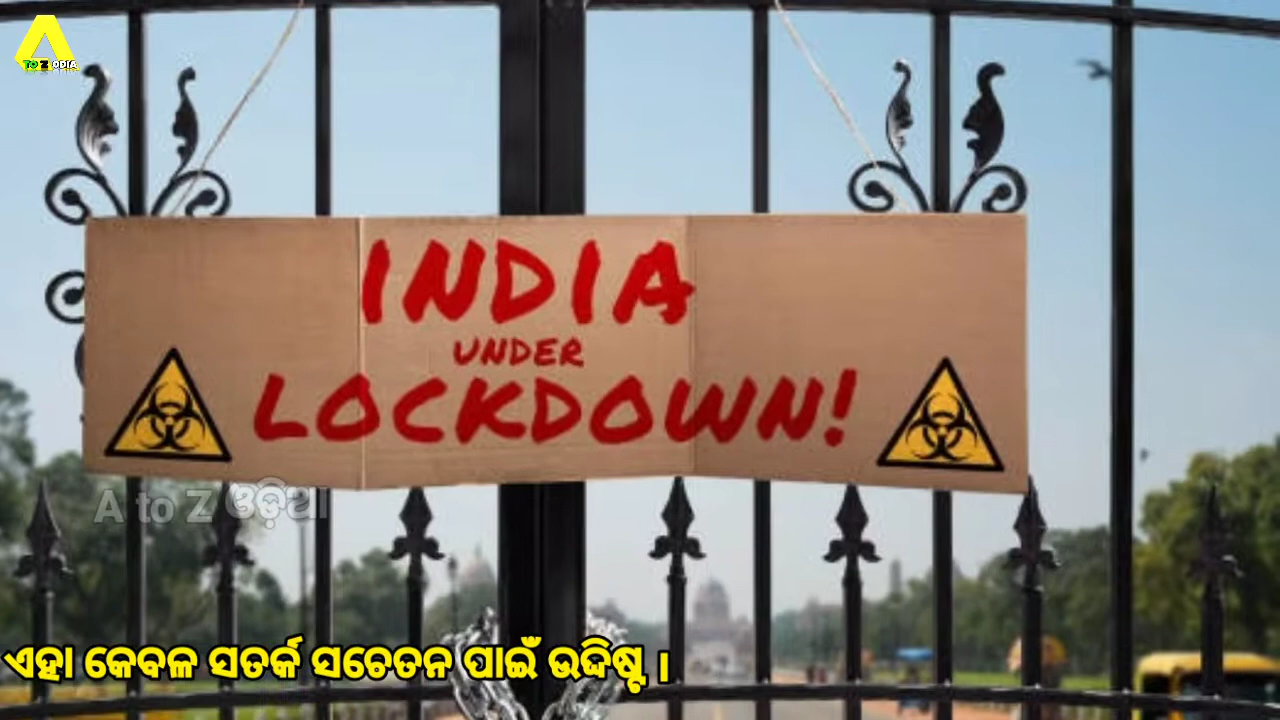 A
TO Z ODIA
INDIA
UNDER
LOCKDOWN!
A to Z ଓଡ଼ିଆ
ଏହା କେବଳ ସତର୍କ ସଚେତନ ପାଇଁ ଉଦ୍ଦିଷ୍ଟ ।